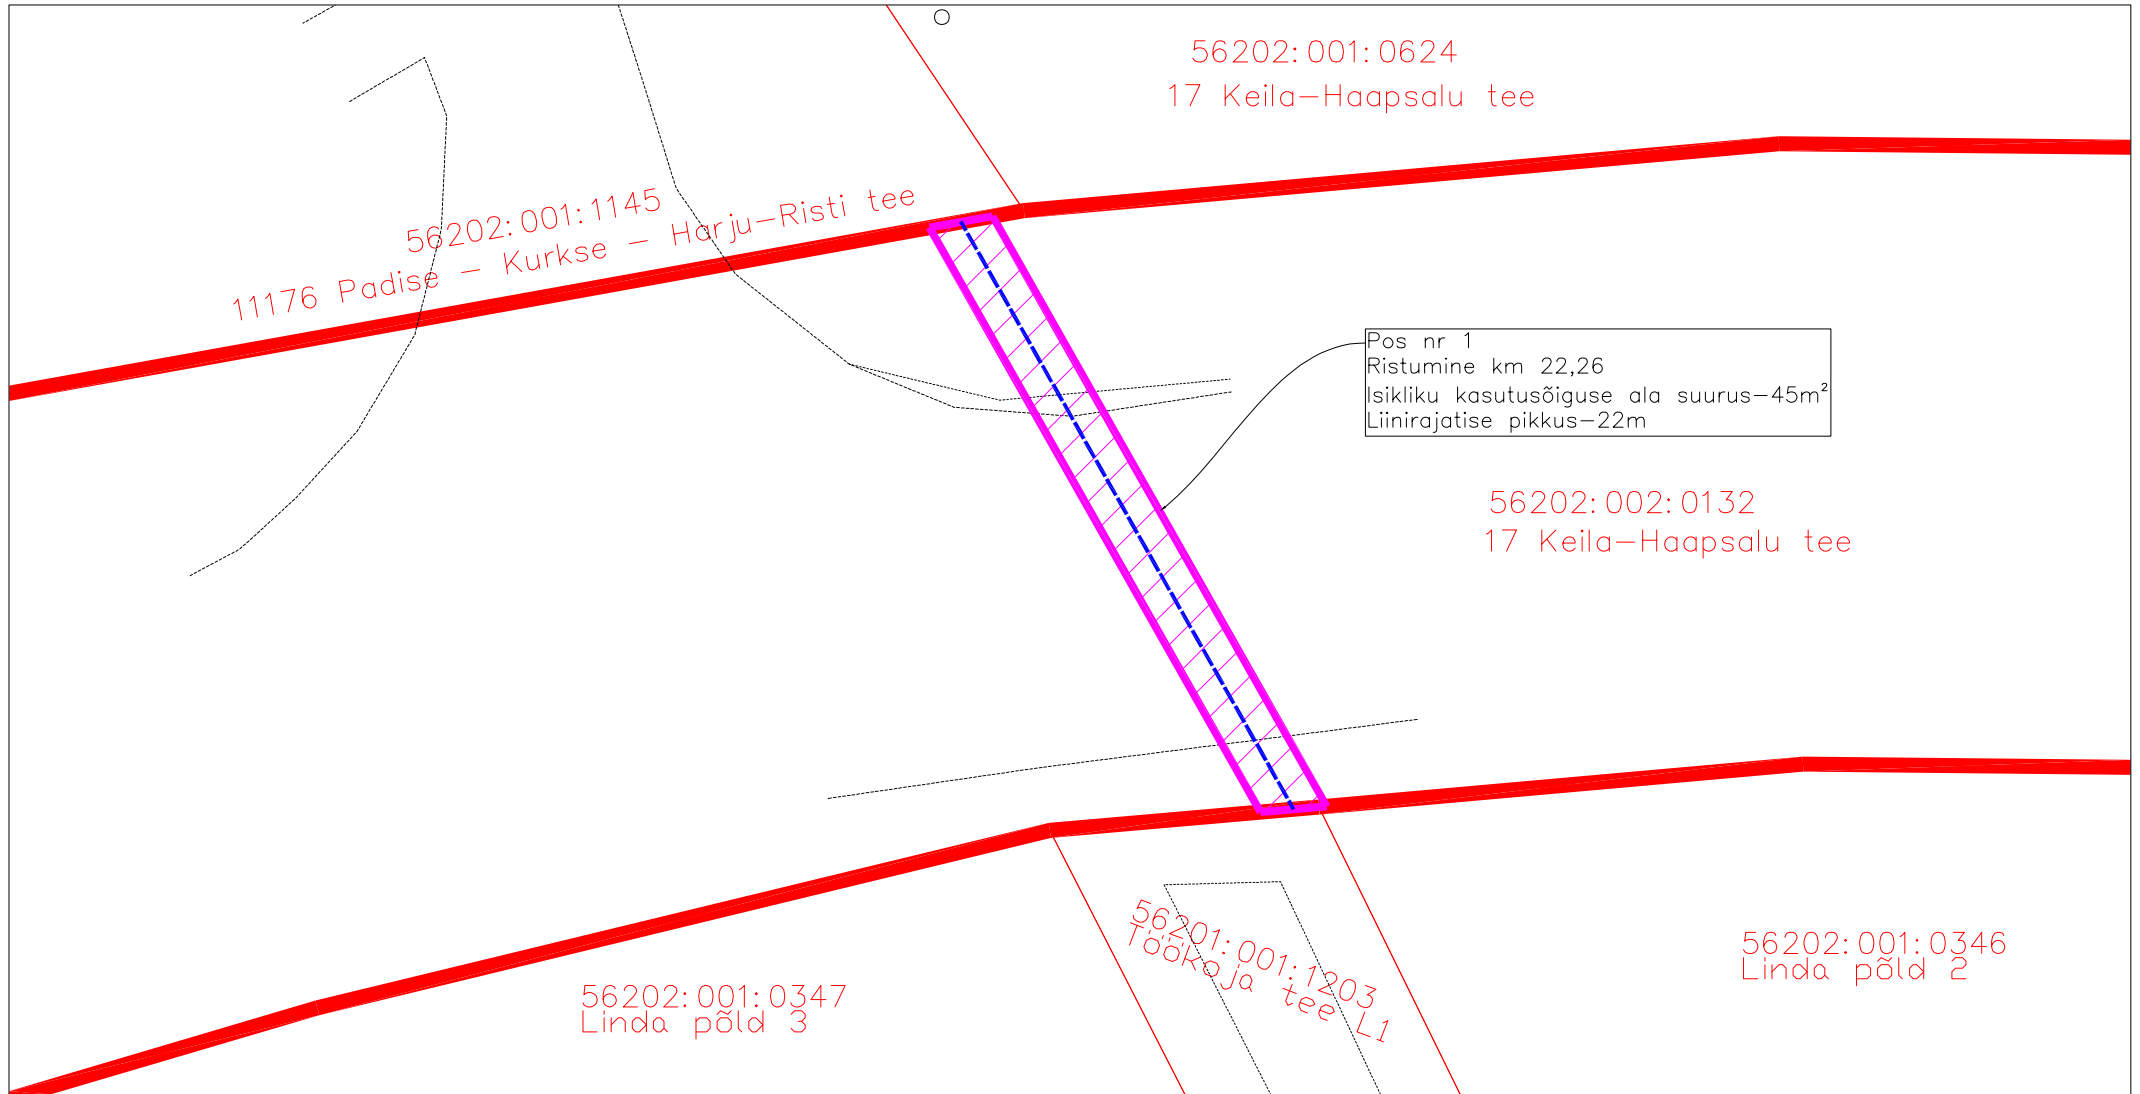 56202:001:0624
17 Keila-Haapsalu tee
56202:001:1145
11176 Padise - Kurkse - Harju-Risti tee
Pos nr 1
Ristumine km 22,26
Isikliku kasutusõiguse ala suurus-45m²
Liinirajatise pikkus-22m
56202:002:0132
17 Keila-Haapsalu tee
56201:001:1203
Töökoja tee L1
56202:001:0346
Linda põld 2
56202:001:0347
Linda põld 3